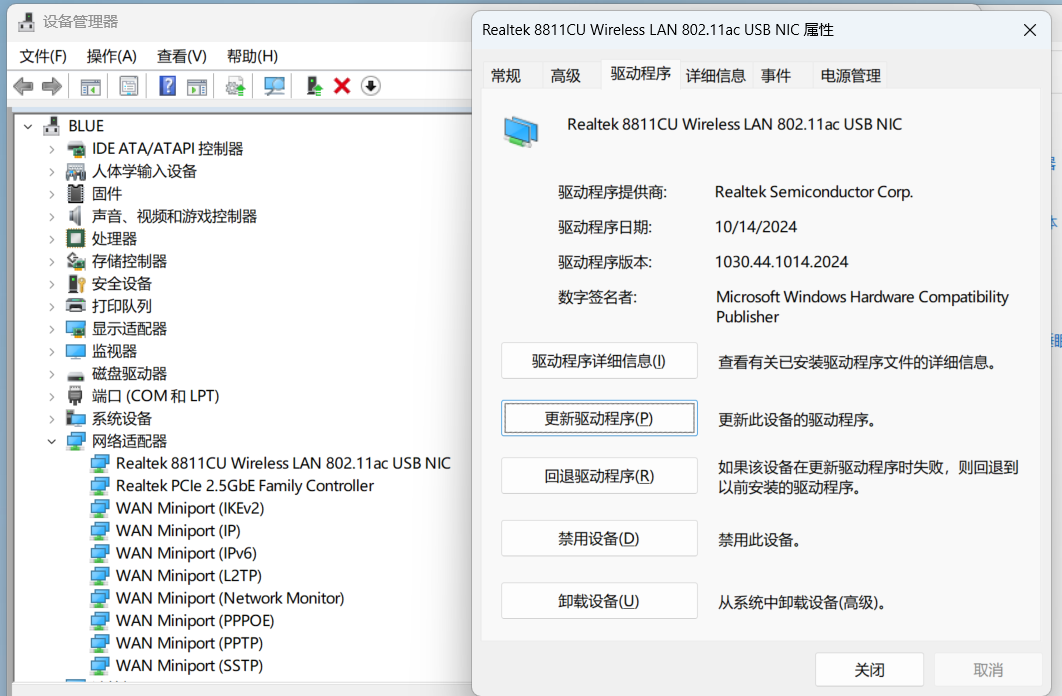 设备管理器
文件(F) 操作(A) 查看(V) 帮助(H)
BLUE
IDE ATA/ATAPI 控制器
人体学输入设备
固件
声音、视频和游戏控制器
处理器
存储控制器
安全设备
打印队列
显示适配器
监视器
磁盘驱动器
端口 (COM 和 LPT)
系统设备
网络适配器
Realtek 8811CU Wireless LAN 802.11ac USB NIC
Realtek PCIe 2.5GbE Family Controller
WAN Miniport (IKEv2)
WAN Miniport (IP)
WAN Miniport (IPv6)
WAN Miniport (L2TP)
WAN Miniport (Network Monitor)
WAN Miniport (PPPOE)
WAN Miniport (PPTP)
WAN Miniport (SSTP)
Realtek 8811CU Wireless LAN 802.11ac USB NIC 属性
常规 高级 驱动程序 详细信息 事件 电源管理
Realtek 8811CU Wireless LAN 802.11ac USB NIC
驱动程序提供商: Realtek Semiconductor Corp.
驱动程序日期: 10/14/2024
驱动程序版本: 1030.44.1014.2024
数字签名者: Microsoft Windows Hardware Compatibility
Publisher
驱动程序详细信息(I) 查看有关已安装驱动程序文件的详细信息。
更新驱动程序(P) 更新此设备的驱动程序。
回退驱动程序(R) 如果该设备在更新驱动程序时失败，则回退到
以前安装的驱动程序。
禁用设备(D) 禁用此设备。
卸载设备(U) 从系统中卸载设备(高级)。
关闭 取消